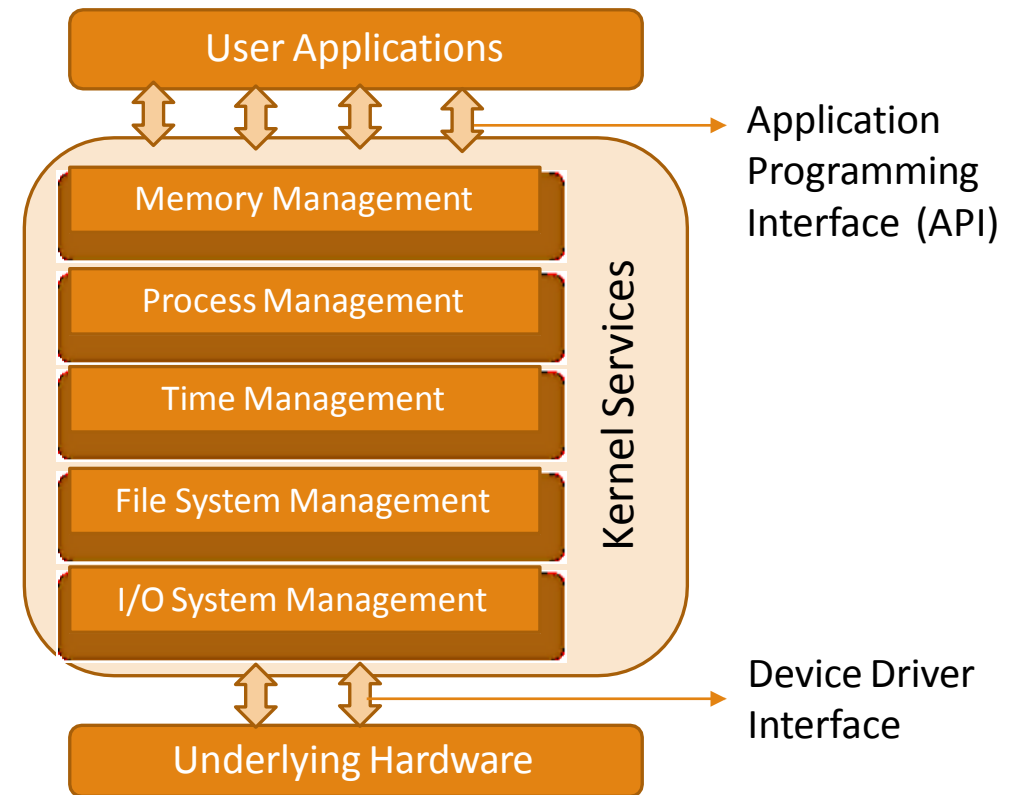 User Applications
Application
Programming
Interface (API)
Memory Management
Process Management
Time Management
File System Management
I/O System Management
Kernel Services
Device Driver
Interface
Underlying Hardware